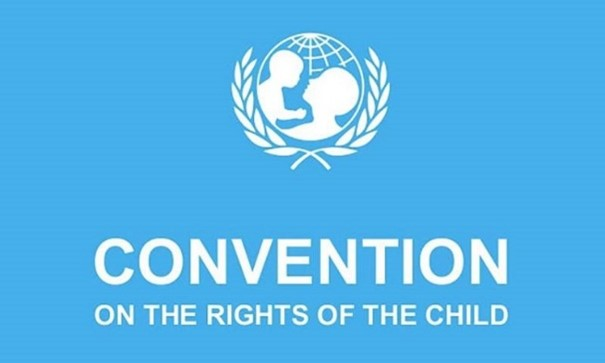 CONVENTION
ON THE RIGHTS OF THE CHILD